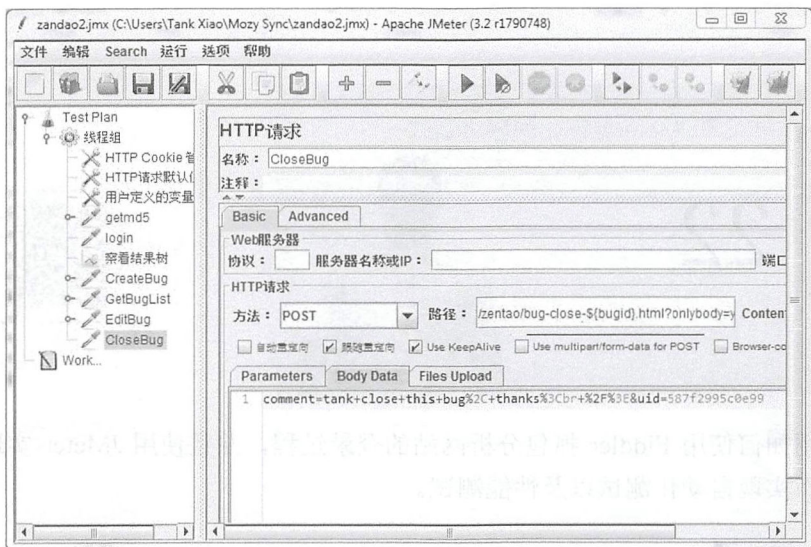 zandao2.jmx (C:\Users\Tank Xiao\Mozy Sync\zandao2.jmx) - Apache JMeter (3.2 r1790748)
文件 编辑 Search 运行 选项 帮助
Test Plan
线程组
HTTP Cookie 管
HTTP请求默认值
用户定义的变量
getmd5
login
察看结果树
CreateBug
GetBugList
EditBug
CloseBug
Work...
HTTP请求
名称： CloseBug
注释：
Basic Advanced
Web服务器
协议： 服务器名称或IP： 端口
HTTP请求
方法： POST 路径： /zentao/bug-close-${bugid}.html?onlybody=y Conten
自动重定向 跟随重定向 Use KeepAlive Use multipart/form-data for POST Browser-co
Parameters Body Data Files Upload
1 comment=tank+close+this+bug%2C+thanks%3Cbr+%2F%3E&uid=587f2995c0e99